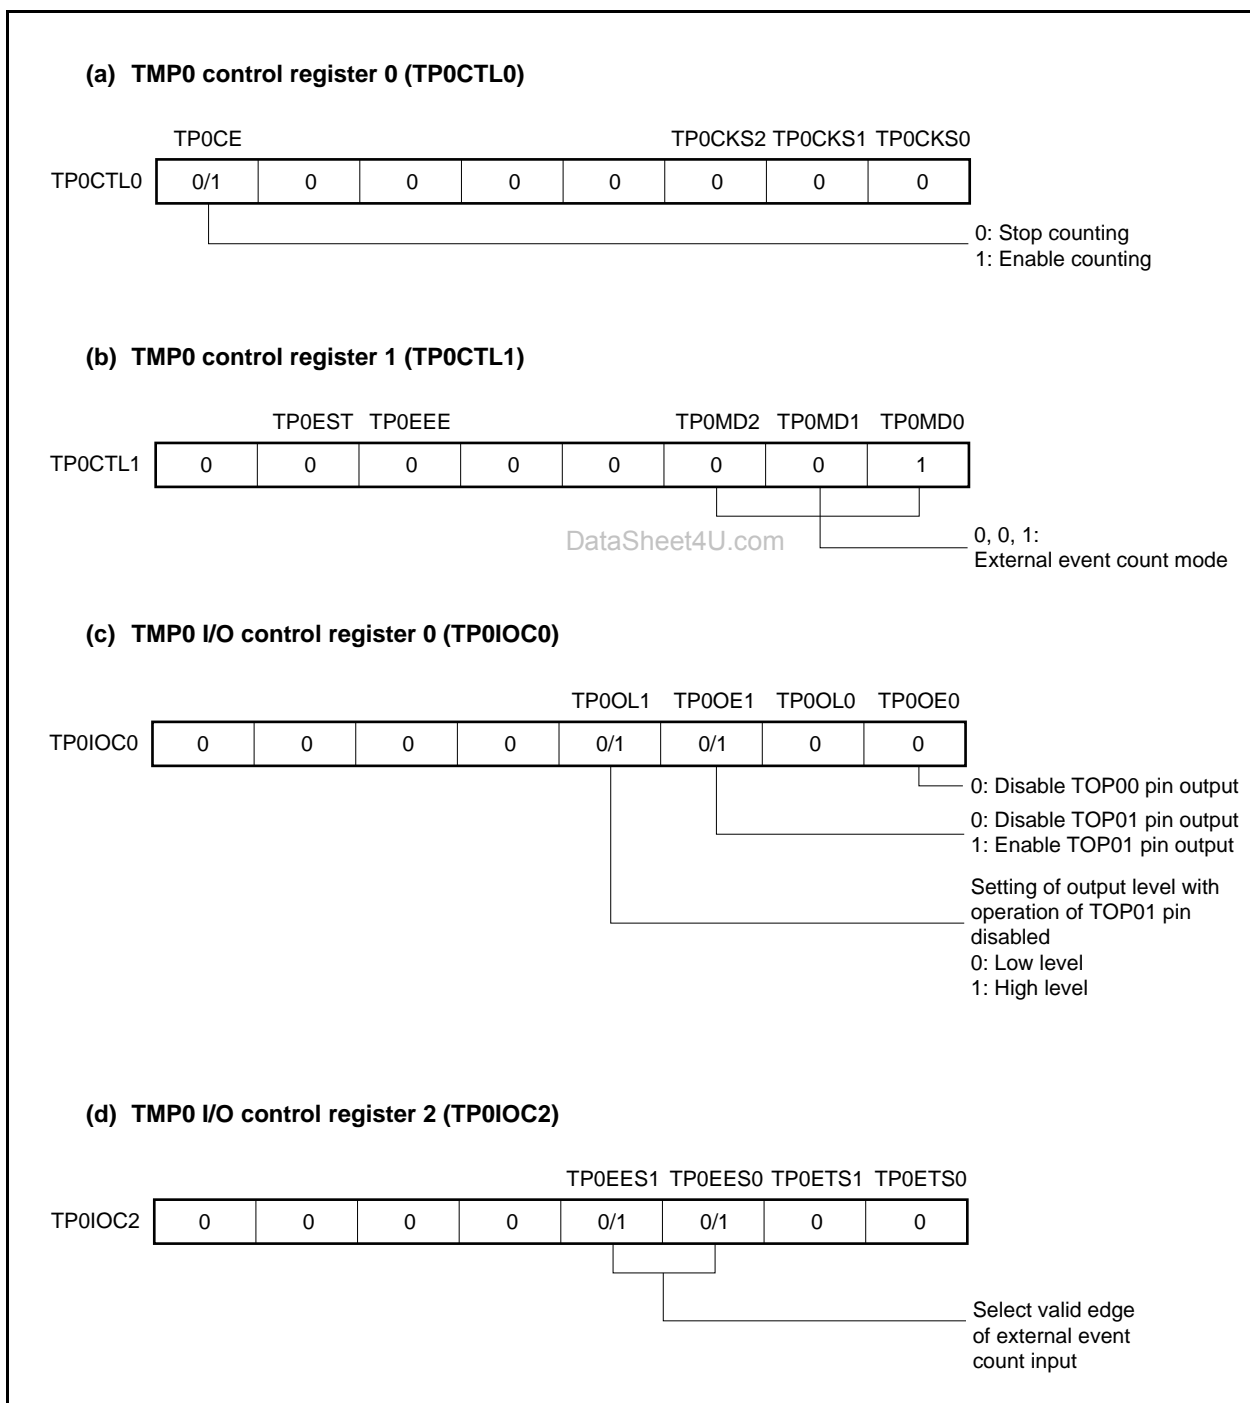 (a) TMP0 control register 0 (TP0CTL0)
TP0CE TP0CKS2 TP0CKS1 TP0CKS0
TP0CTL0 0/1 0 0 0 0 0 0 0
0: Stop counting
1: Enable counting
(b) TMP0 control register 1 (TP0CTL1)
TP0EST TP0EEE TP0MD2 TP0MD1 TP0MD0
TP0CTL1 0 0 0 0 0 0 0 1
DataSheet4U.com
0, 0, 1:
External event count mode
(c) TMP0 I/O control register 0 (TP0IOC0)
TP0OL1 TP0OE1 TP0OL0 TP0OE0
TP0IOC0 0 0 0 0 0/1 0/1 0 0
0: Disable TOP00 pin output
0: Disable TOP01 pin output
1: Enable TOP01 pin output
Setting of output level with
operation of TOP01 pin
disabled
0: Low level
1: High level
(d) TMP0 I/O control register 2 (TP0IOC2)
TP0EES1 TP0EES0 TP0ETS1 TP0ETS0
TP0IOC2 0 0 0 0 0/1 0/1 0 0
Select valid edge
of external event
count input